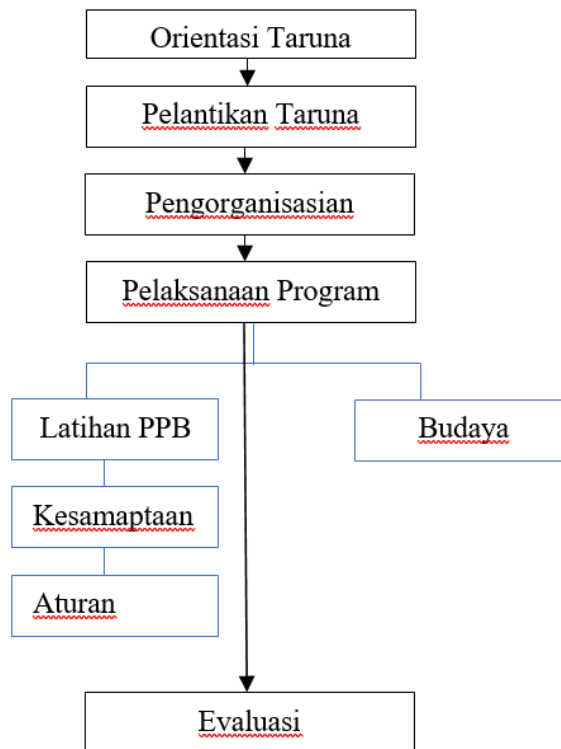 Orientasi Taruna
Pelantikan Taruna
Pengorganisasian
Pelaksanaan Program
Latihan PPB
Budaya
Kesamaptaan
Aturan
Evaluasi